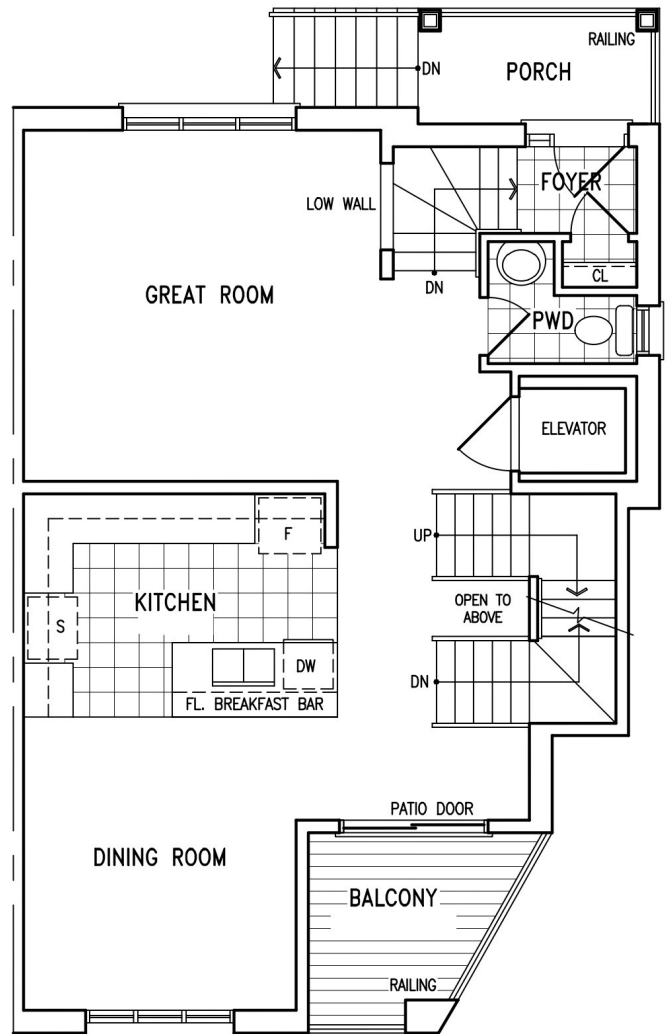 RAILING
DN
PORCH
FOYER
LOW WALL
CL
DN
GREAT ROOM
PWD
ELEVATOR
F
UP
KITCHEN
OPEN TO
ABOVE
S
DW
DN
FL. BREAKFAST BAR
PATIO DOOR
DINING ROOM
BALCONY
RAILING